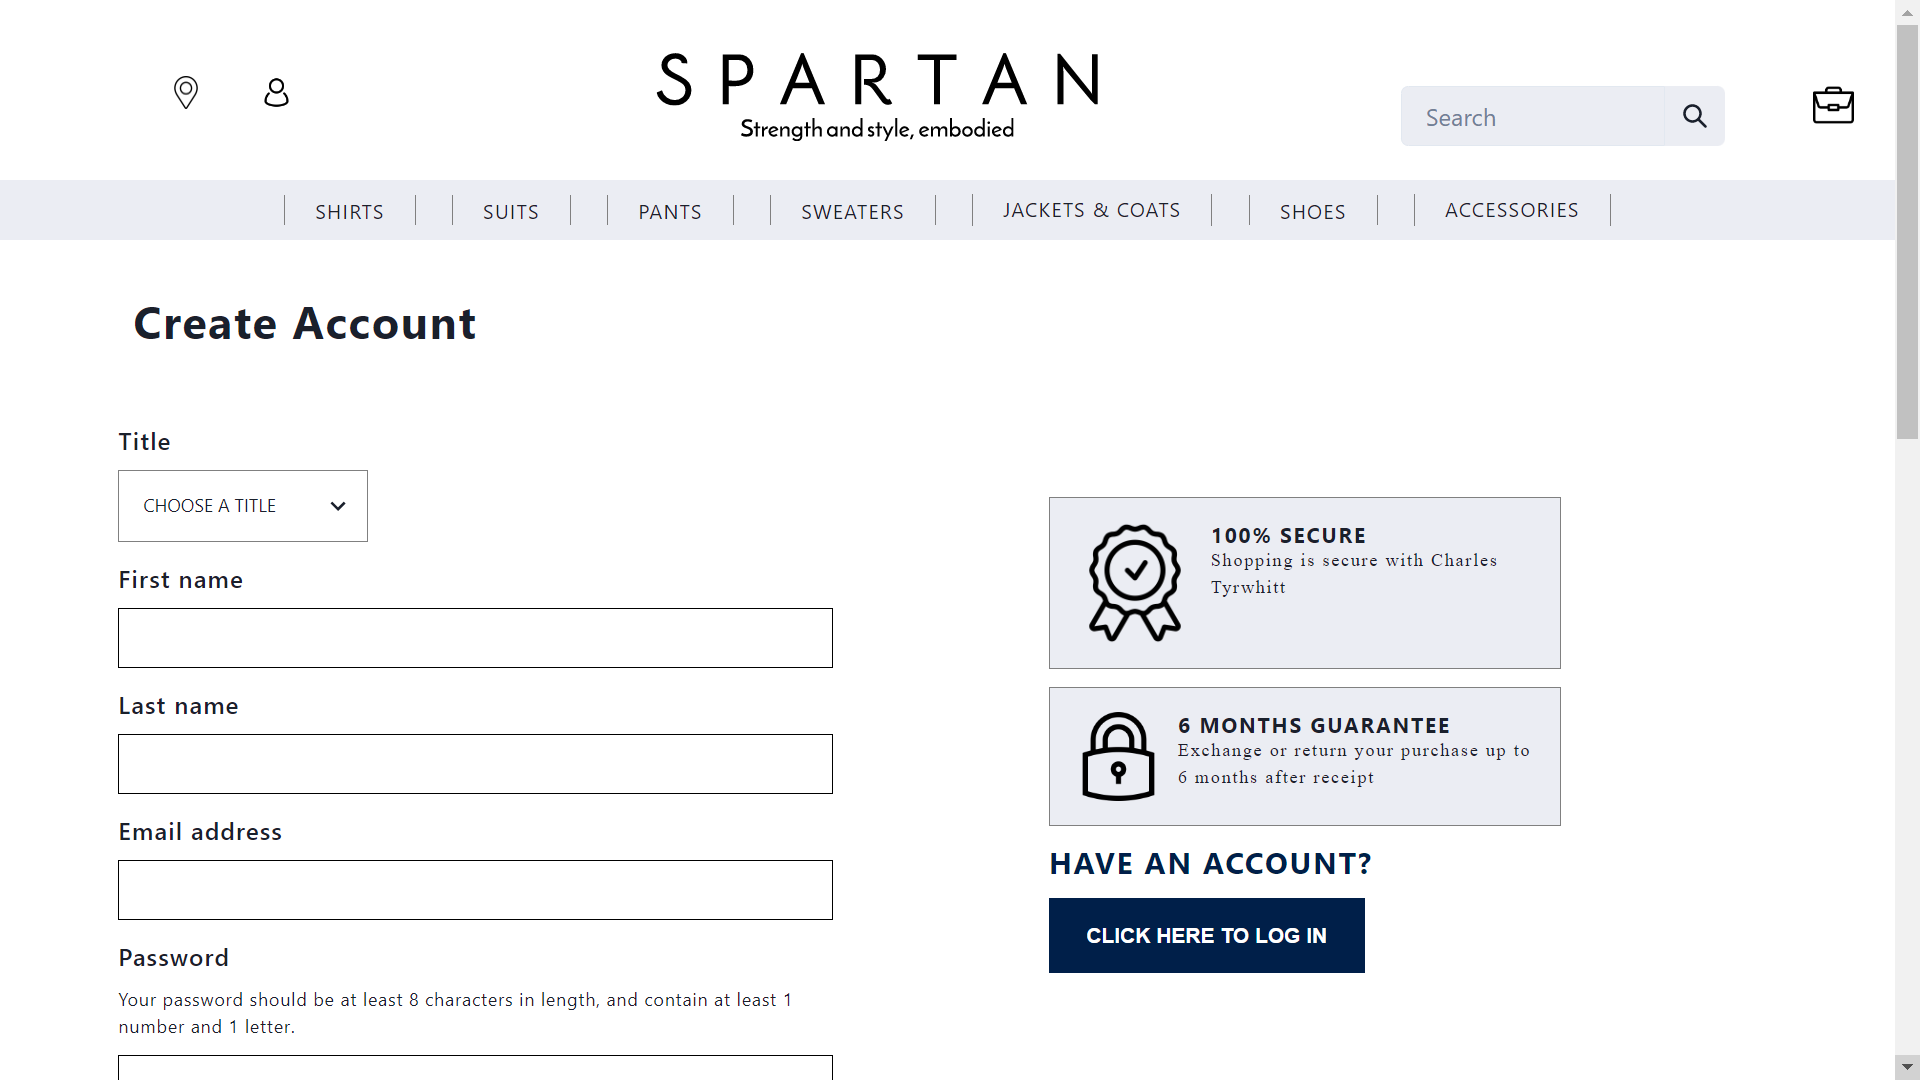 SPARTAN
Strength and style, embodied
Search
SHIRTS
SUITS
PANTS
SWEATERS
JACKETS & COATS
SHOES
ACCESSORIES
Create Account
Title
CHOOSE A TITLE
First name
Last name
Email address
Password
Your password should be at least 8 characters in length, and contain at least 1
number and 1 letter.
100% SECURE
Shopping is secure with Charles
Tyrwhitt
6 MONTHS GUARANTEE
Exchange or return your purchase up to
6 months after receipt
HAVE AN ACCOUNT?
CLICK HERE TO LOG IN